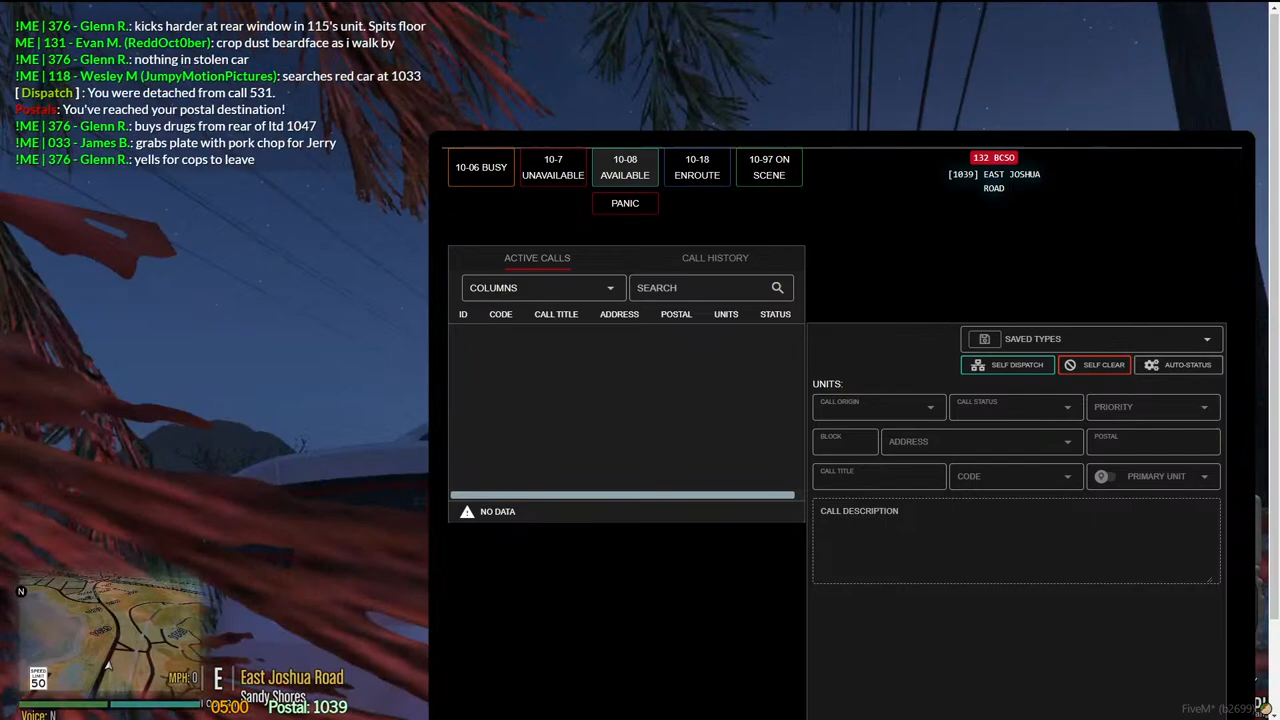 !ME | 376 - Glenn R.: kicks harder at rear window in 115's unit. Spits floor
ME | 131 - Evan M. (ReddOct0ber): crop dust beardface as i walk by
!ME | 376 - Glenn R.: nothing in stolen car
!ME | 118 - Wesley M (JumpyMotionPictures): searches red car at 1033
[ Dispatch ] : You were detached from call 531.
Postals: You've reached your postal destination!
!ME | 376 - Glenn R.: buys drugs from rear of ltd 1047
!ME | 033 - James B.: grabs plate with pork chop for Jerry
!ME | 376 - Glenn R.: yells for cops to leave
10-06 BUSY
10-7 UNAVAILABLE
10-08 AVAILABLE
10-18 ENROUTE
10-97 ON SCENE
PANIC
132 BCSO
[1039] EAST JOSHUA
ROAD
ACTIVE CALLS CALL HISTORY
COLUMNS SEARCH
ID CODE CALL TITLE ADDRESS POSTAL UNITS STATUS
NO DATA
SAVED TYPES
SELF DISPATCH SELF CLEAR AUTO-STATUS
UNITS:
CALL ORIGIN CALL STATUS PRIORITY
BLOCK ADDRESS POSTAL
CALL TITLE CODE PRIMARY UNIT
CALL DESCRIPTION
N
SPEED LIMIT 50
MPH: 0 E East Joshua Road
Sandy Shores
05:00 Postal: 1039
Voice: N
FiveM* (b2699)